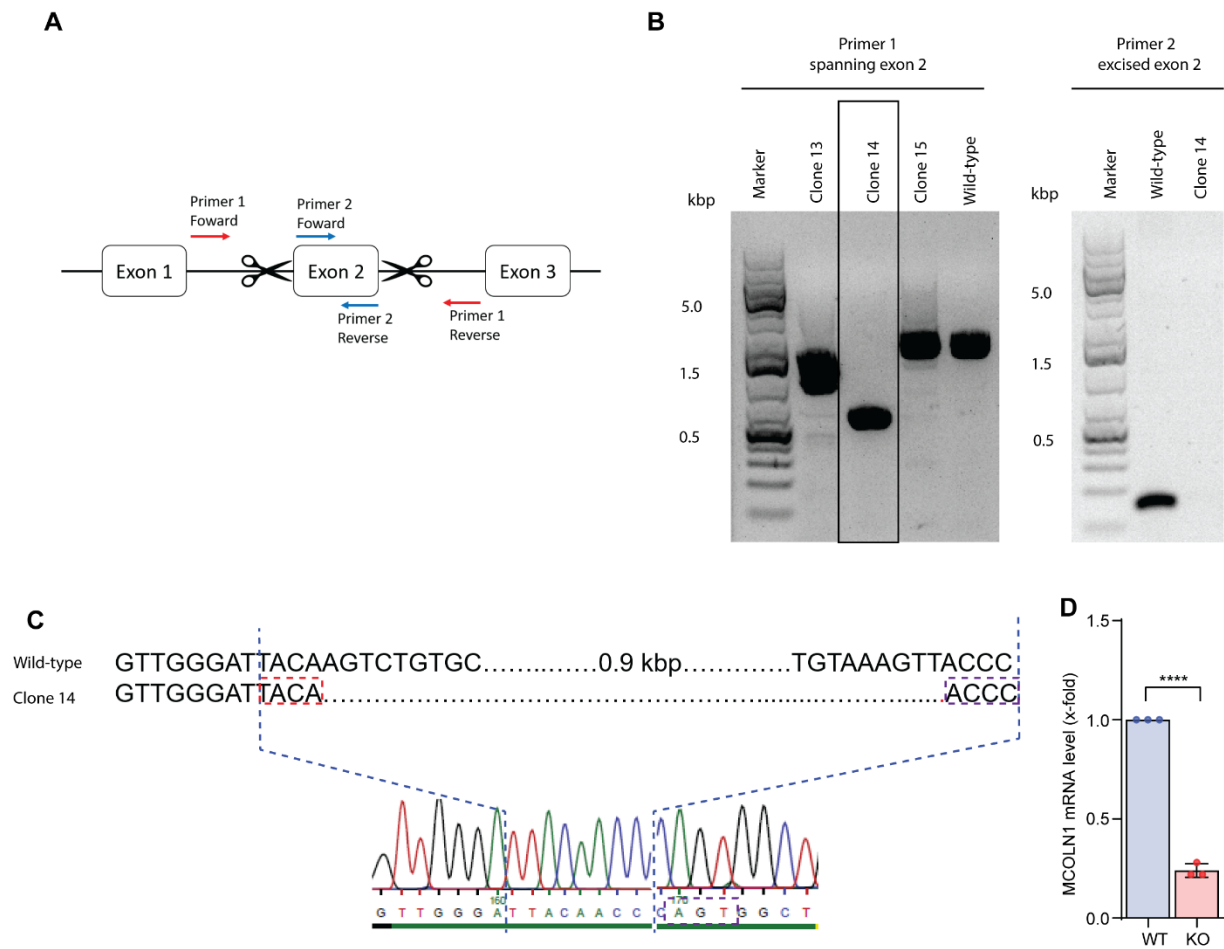 A
Primer 1
Foward
Primer 2
Foward
Exon 1
Exon 2
Exon 3
Primer 2
Reverse
Primer 1
Reverse
B
Primer 1
spanning exon 2
Primer 2
excised exon 2
kbp
Marker
Clone 13
Clone 14
Clone 15
Wild-type
5.0
1.5
0.5
kbp
Marker
Wild-type
Clone 14
5.0
1.5
0.5
C
Wild-type GTTGGGATTACAAGTCTGTGC.................0.9 kbp.................TGTAAAGTTACCC
Clone 14 GTTGGGATTACA....................................................................ACCC
160
170
G T T G G G A T T A C A A C C C A G T G G C T
D
MCOLN1 mRNA level (x-fold)
1.5
1.0
0.5
0.0
****
WT
KO